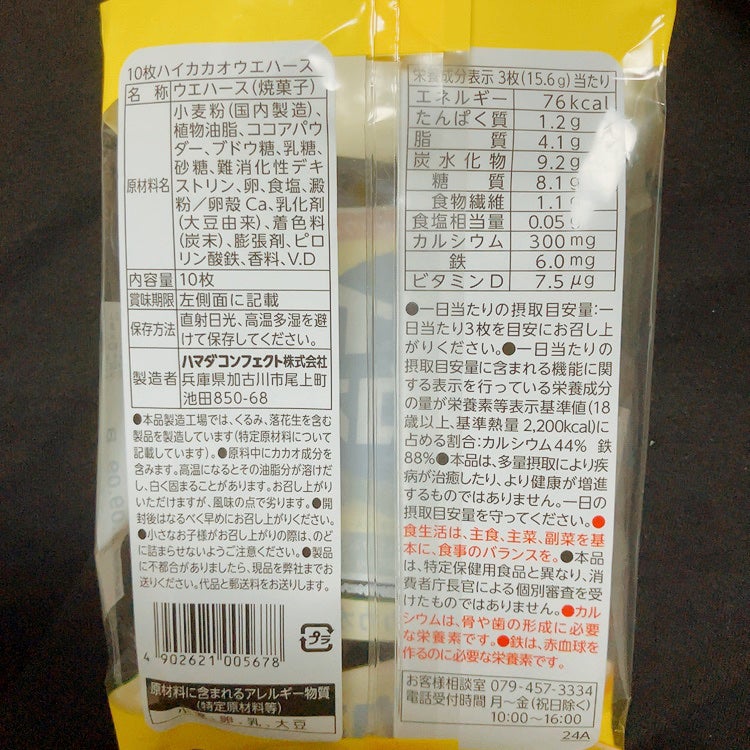 10枚ハイカカオウエハース
名 称 ウエハース(焼菓子)
原材料名
小麦粉(国内製造)、
植物油脂、ココアパウ
ダー、ブドウ糖、乳糖、
砂糖、難消化性デキ
ストリン、卵、食塩、澱
粉/卵殻Ca、乳化剤
(大豆由来)、着色料
(炭末)、膨張剤、ピロ
リン酸鉄、香料、V.D
内容量 10枚
賞味期限 左側面に記載
保存方法 直射日光、高温多湿を避
けて保存してください。
製造者 ハマダコンフェクト株式会社
兵庫県加古川市尾上町
池田850-68
●本品製造工場では、くるみ、落花生を含む
製品を製造しています(特定原材料について
記載しています)。●原料中にカカオ成分を
含みます。高温になるとその油脂分が溶けだ
し、白く固まることがあります。お召し上がり
いただけますが、風味の点で劣ります。●開
封後はなるべく早めにお召し上がりください。
●小さなお子様がお召し上がりの際は、のど
に詰まらせないようご注意ください。●製品
に不都合がありましたら、現品を弊社までお
送りください。代品と郵送料をお送りします。
4 902621 005678
プラ
原材料に含まれるアレルギー物質
(特定原材料等)
卵、乳、大豆
栄養成分表示 3枚(15.6g)当たり
エネルギー 76kcal
たんぱく質 1.2g
脂質 4.1g
炭水化物 9.2g
糖質 8.1g
食物繊維 1.1g
食塩相当量 0.05g
カルシウム 300mg
鉄 6.0mg
ビタミンD 7.5μg
●一日当たりの摂取目安量:一
日当たり3枚を目安にお召し上
がりください。●一日当たりの
摂取目安量に含まれる機能に関
する表示を行っている栄養成分
の量が栄養素等表示基準値(18
歳以上、基準熱量2,200kcal)に
占める割合:カルシウム44% 鉄
88%●本品は、多量摂取により疾
病が治癒したり、より健康が増進
するものではありません。一日の
摂取目安量を守ってください。●
食生活は、主食、主菜、副菜を基
本に、食事のバランスを。●本品
は、特定保健用食品と異なり、消
費者庁長官による個別審査を受
けたものではありません。●カル
シウムは、骨や歯の形成に必要
な栄養素です。●鉄は、赤血球を
作るのに必要な栄養素です。
お客様相談室 079-457-3334
電話受付時間 月~金(祝日除く)
10:00~16:00
24A